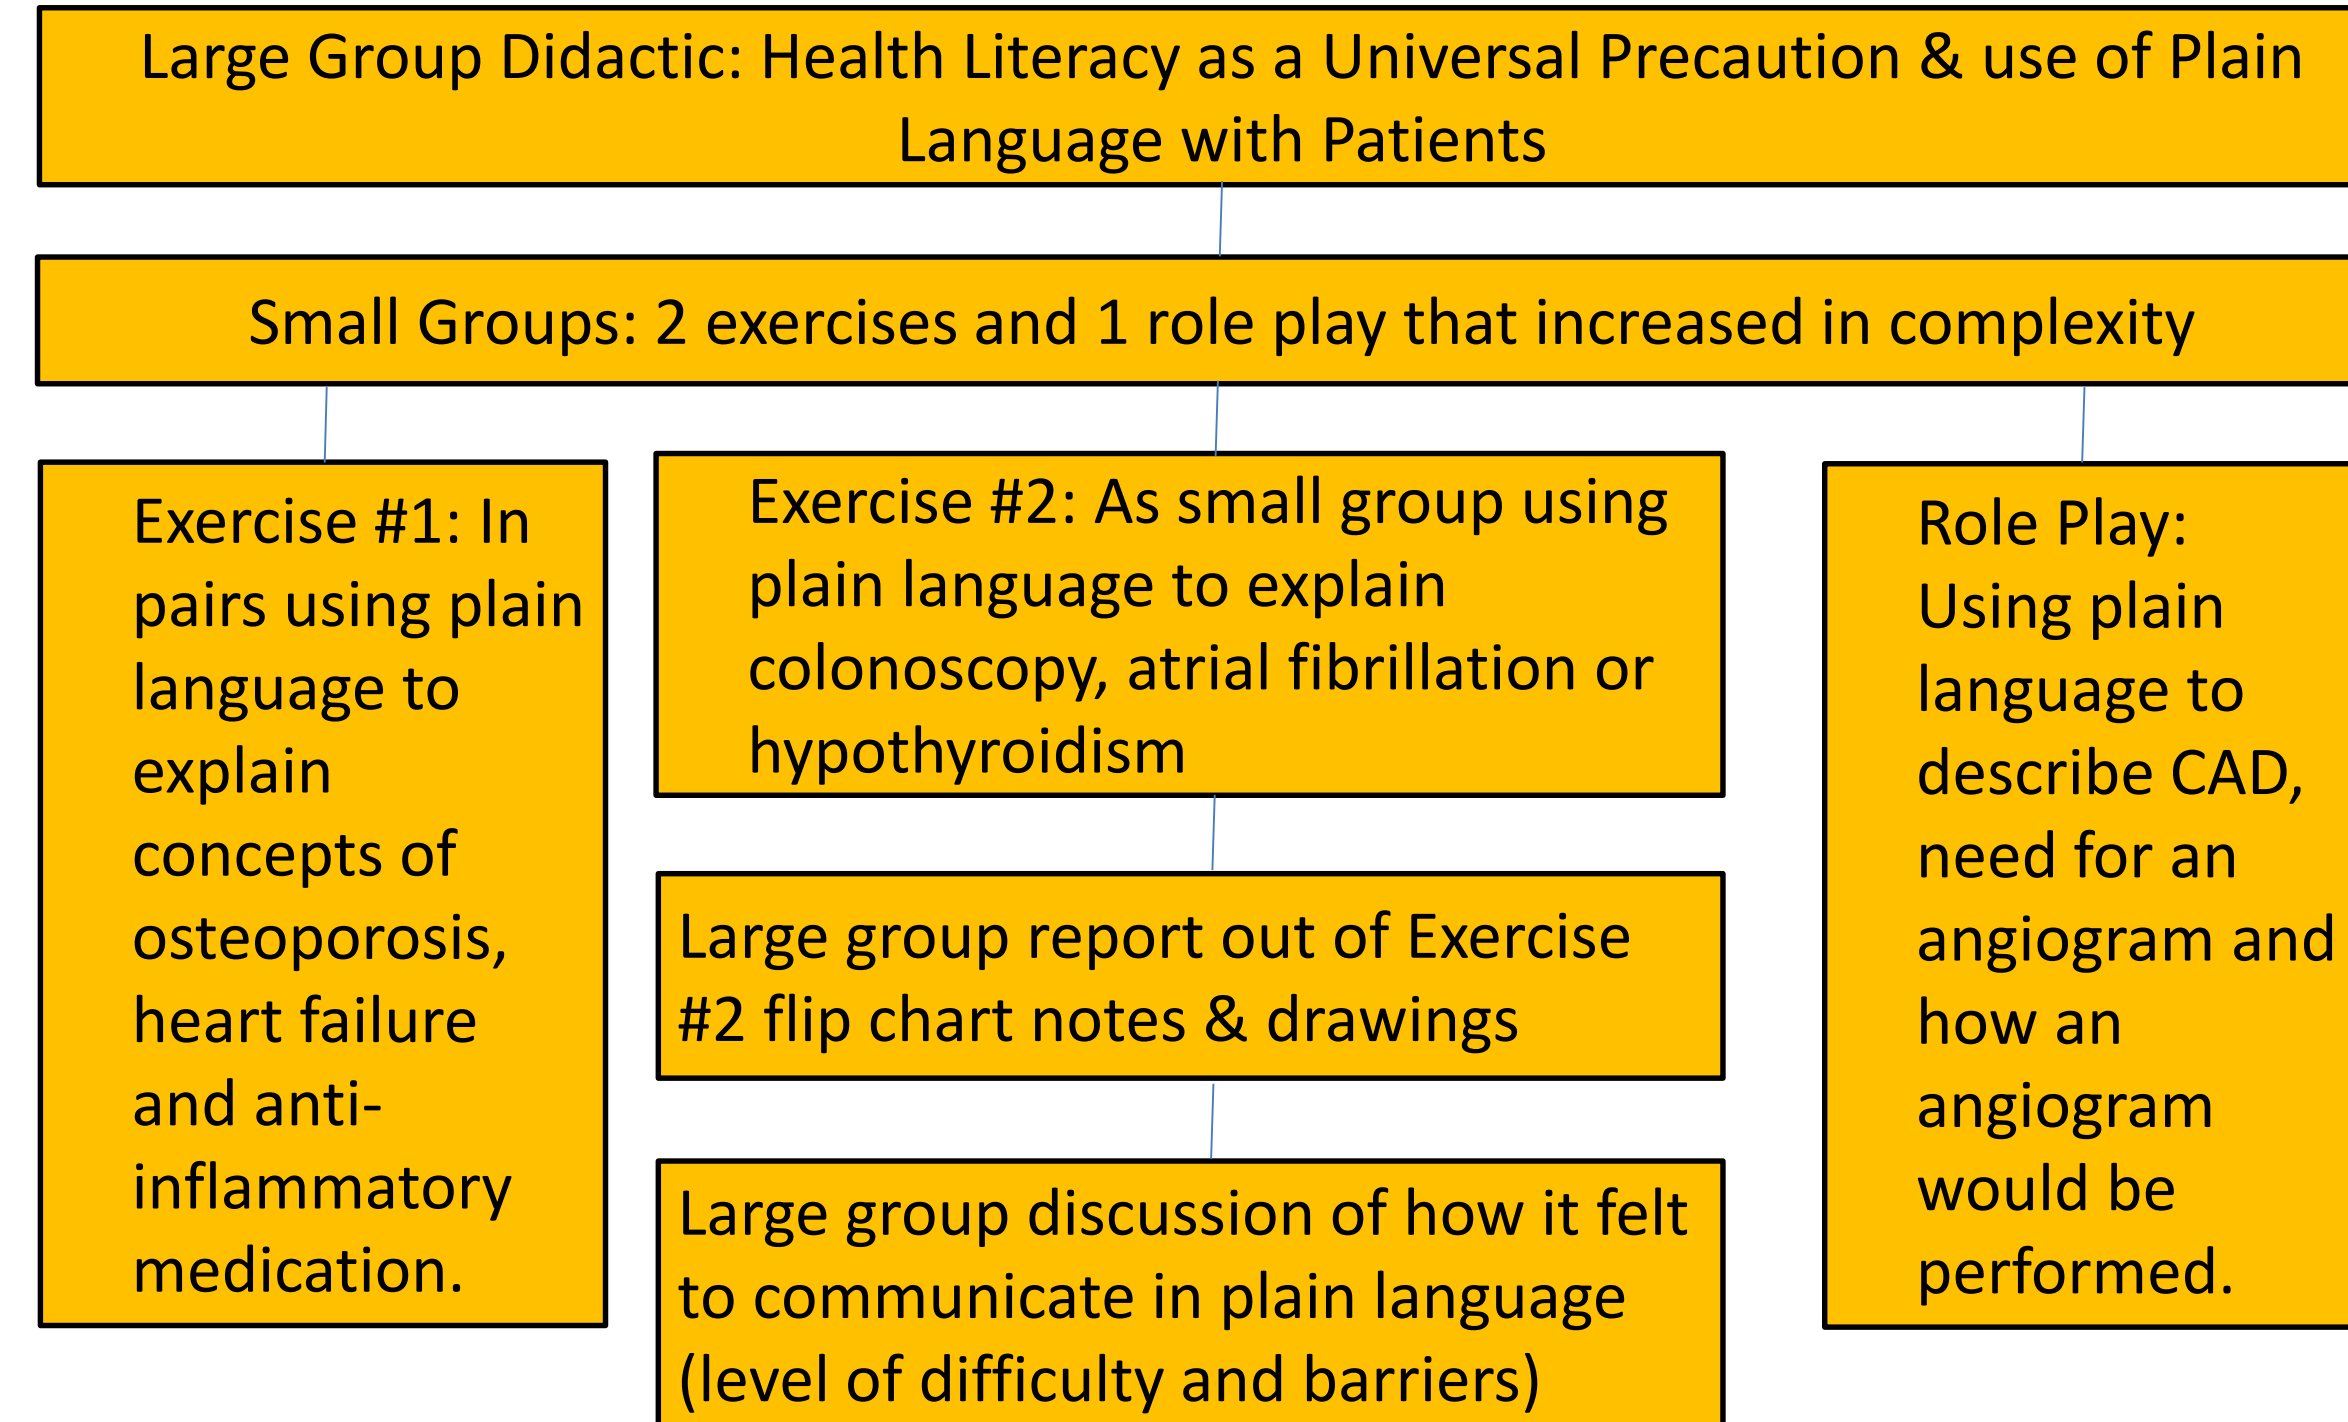 Large Group Didactic: Health Literacy as a Universal Precaution & use of Plain
Language with Patients
Small Groups: 2 exercises and 1 role play that increased in complexity
Exercise #1: In
pairs using plain
language to
explain
concepts of
osteoporosis,
heart failure
and anti-
inflammatory
medication.
Exercise #2: As small group using
plain language to explain
colonoscopy, atrial fibrillation or
hypothyroidism
Large group report out of Exercise
#2 flip chart notes & drawings
Large group discussion of how it felt
to communicate in plain language
(level of difficulty and barriers)
Role Play:
Using plain
language to
describe CAD,
need for an
angiogram and
how an
angiogram
would be
performed.